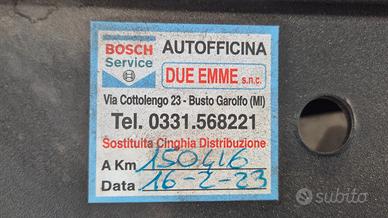 BOSCH
Service
AUTOFFICINA
DUE EMME s.n.c.
Via Cottolengo 23 - Busto Garolfo (MI)
Tel. 0331.568221
Sostituita Cinghia Distribuzione
A Km 150416
Data 16-2-23
subito